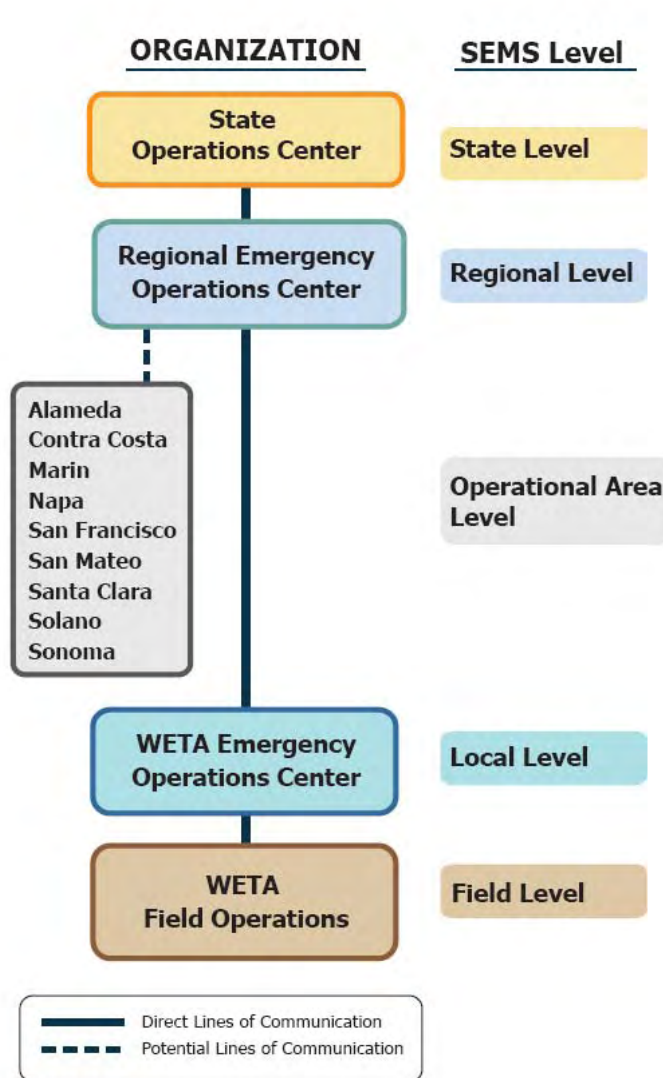 ORGANIZATION
SEMS Level
State
Operations Center
State Level
Regional Emergency
Operations Center
Regional Level
Alameda
Contra Costa
Marin
Napa
San Francisco
San Mateo
Santa Clara
Solano
Sonoma
Operational Area
Level
WETA Emergency
Operations Center
Local Level
WETA
Field Operations
Field Level
Direct Lines of Communication
Potential Lines of Communication